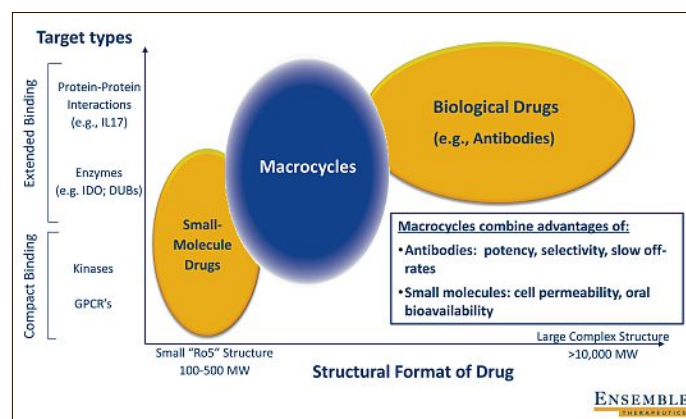 Target types
Extended Binding
Protein-Protein
Interactions
(e.g., IL17)
Enzymes
(e.g. IDO; DUBs)
Compact Binding
Kinases
GPCR's
Small-
Molecule
Drugs
Macrocycles
Biological Drugs
(e.g., Antibodies)
Macrocycles combine advantages of:
•Antibodies: potency, selectivity, slow off-
rates
•Small molecules: cell permeability, oral
bioavailability
Small "Ro5" Structure
100-500 MW
Structural Format of Drug
Large Complex Structure
>10,000 MW
ENSEMBLE
THERAPEUTICS